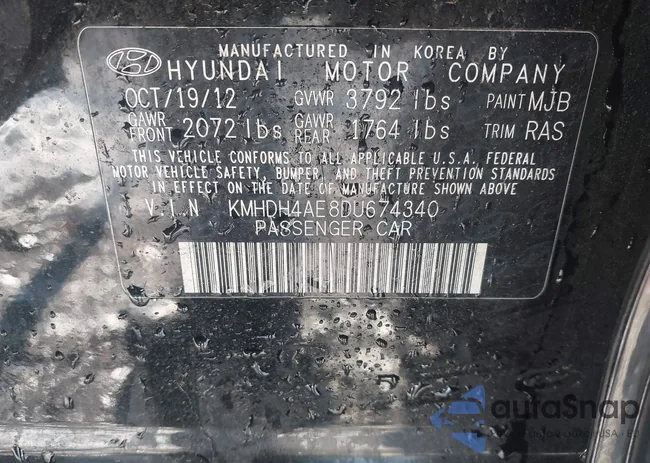 MANUFACTURED IN KOREA BY
HYUNDAI MOTOR COMPANY
OCT/19/12 GVWR 3792 lbs PAINT MJB
GAWR FRONT 2072 lbs GAWR REAR 1764 lbs TRIM RAS
THIS VEHICLE CONFORMS TO ALL APPLICABLE U.S.A. FEDERAL
MOTOR VEHICLE SAFETY, BUMPER, AND THEFT PREVENTION STANDARDS
IN EFFECT ON THE DATE OF MANUFACTURE SHOWN ABOVE
V.I.N KMHDH4AE8DU674340
PASSENGER CAR
autoSnap